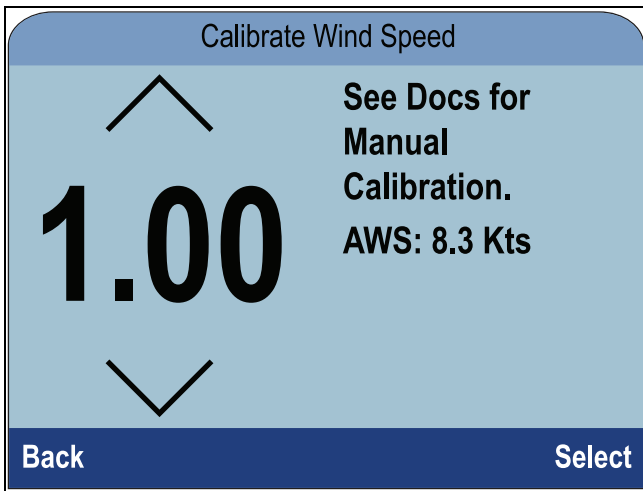 Calibrate Wind Speed
1.00
See Docs for
Manual
Calibration.
AWS: 8.3 Kts
Back
Select